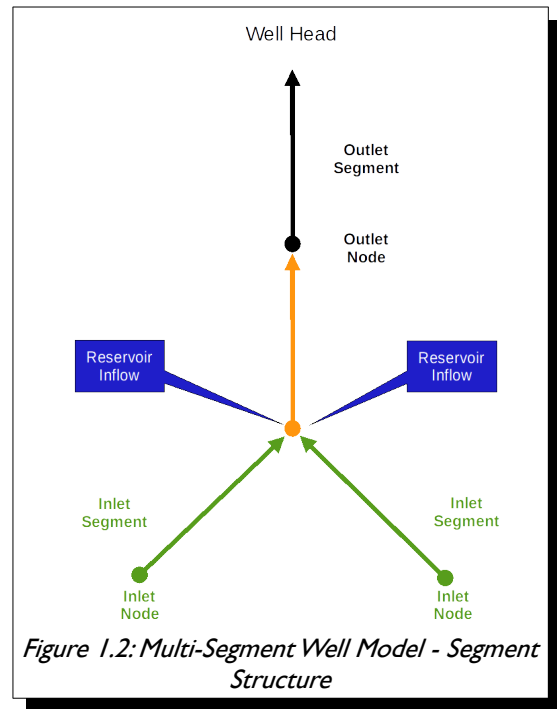 Well Head
Outlet
Segment
Outlet
Node
Reservoir
Inflow
Reservoir
Inflow
Inlet
Segment
Inlet
Segment
Inlet
Node
Inlet
Node
Figure 1.2: Multi-Segment Well Model - Segment
Structure